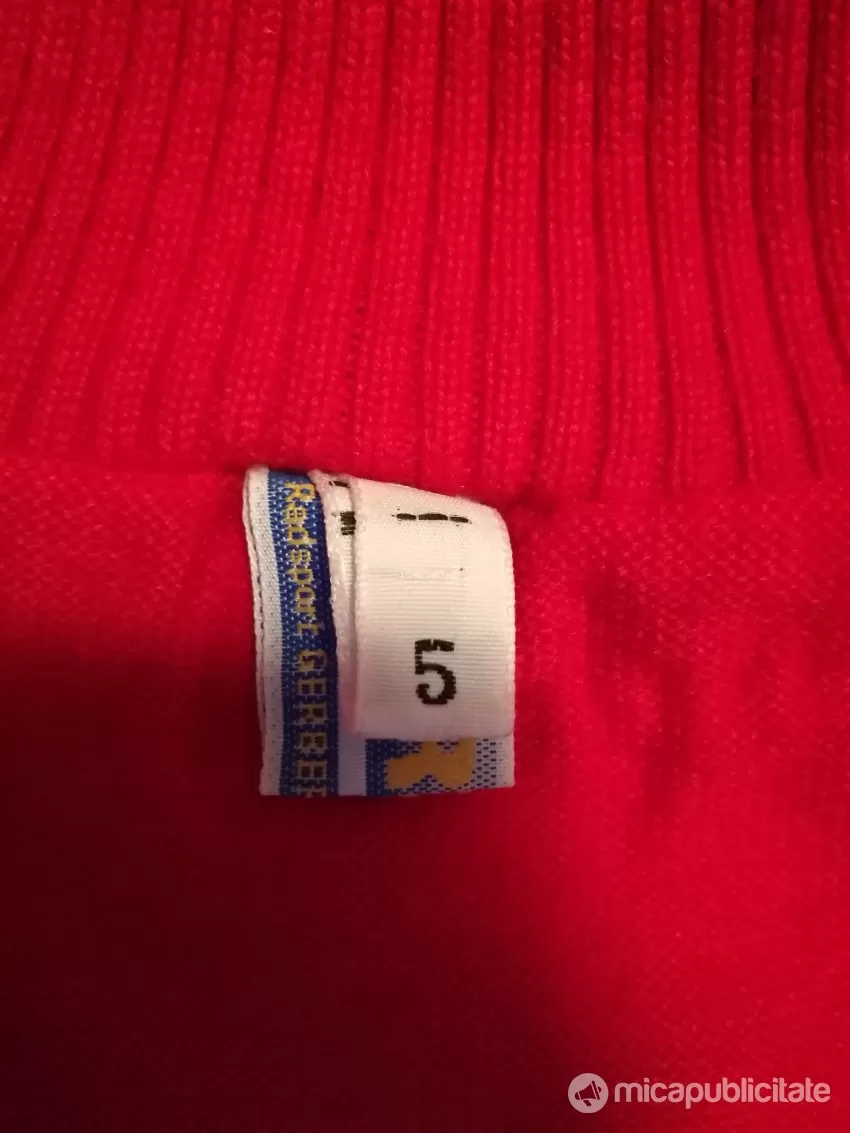 Radsport GERBER
5
R
micapublicitate